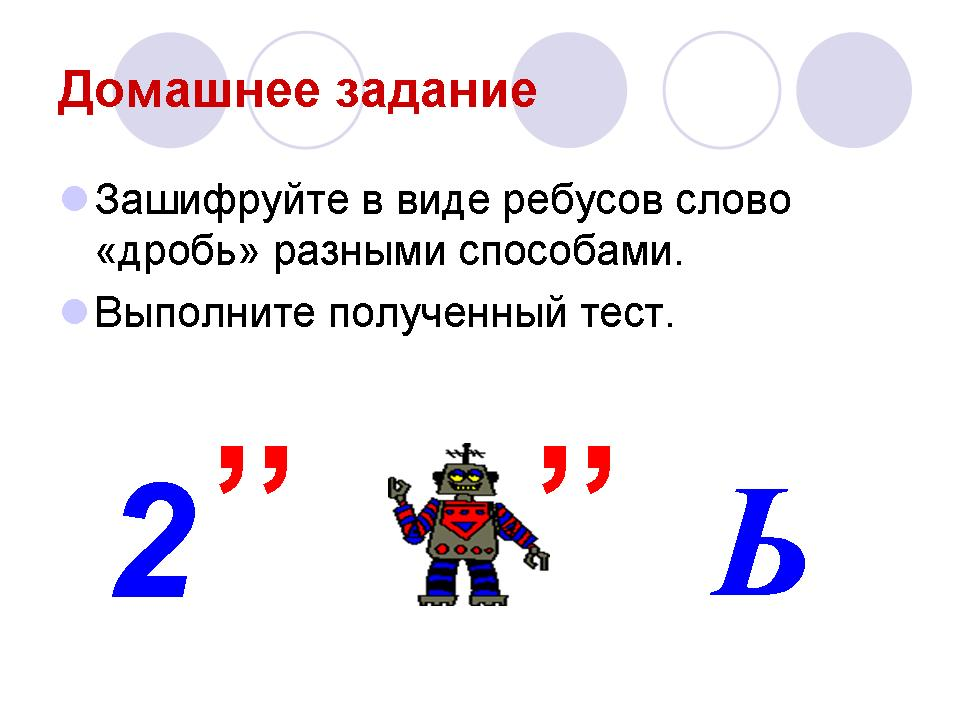 Домашнее задание
Зашифруйте в виде ребусов слово
«дробь» разными способами.
Выполните полученный тест.
2 ,, ,, Ь